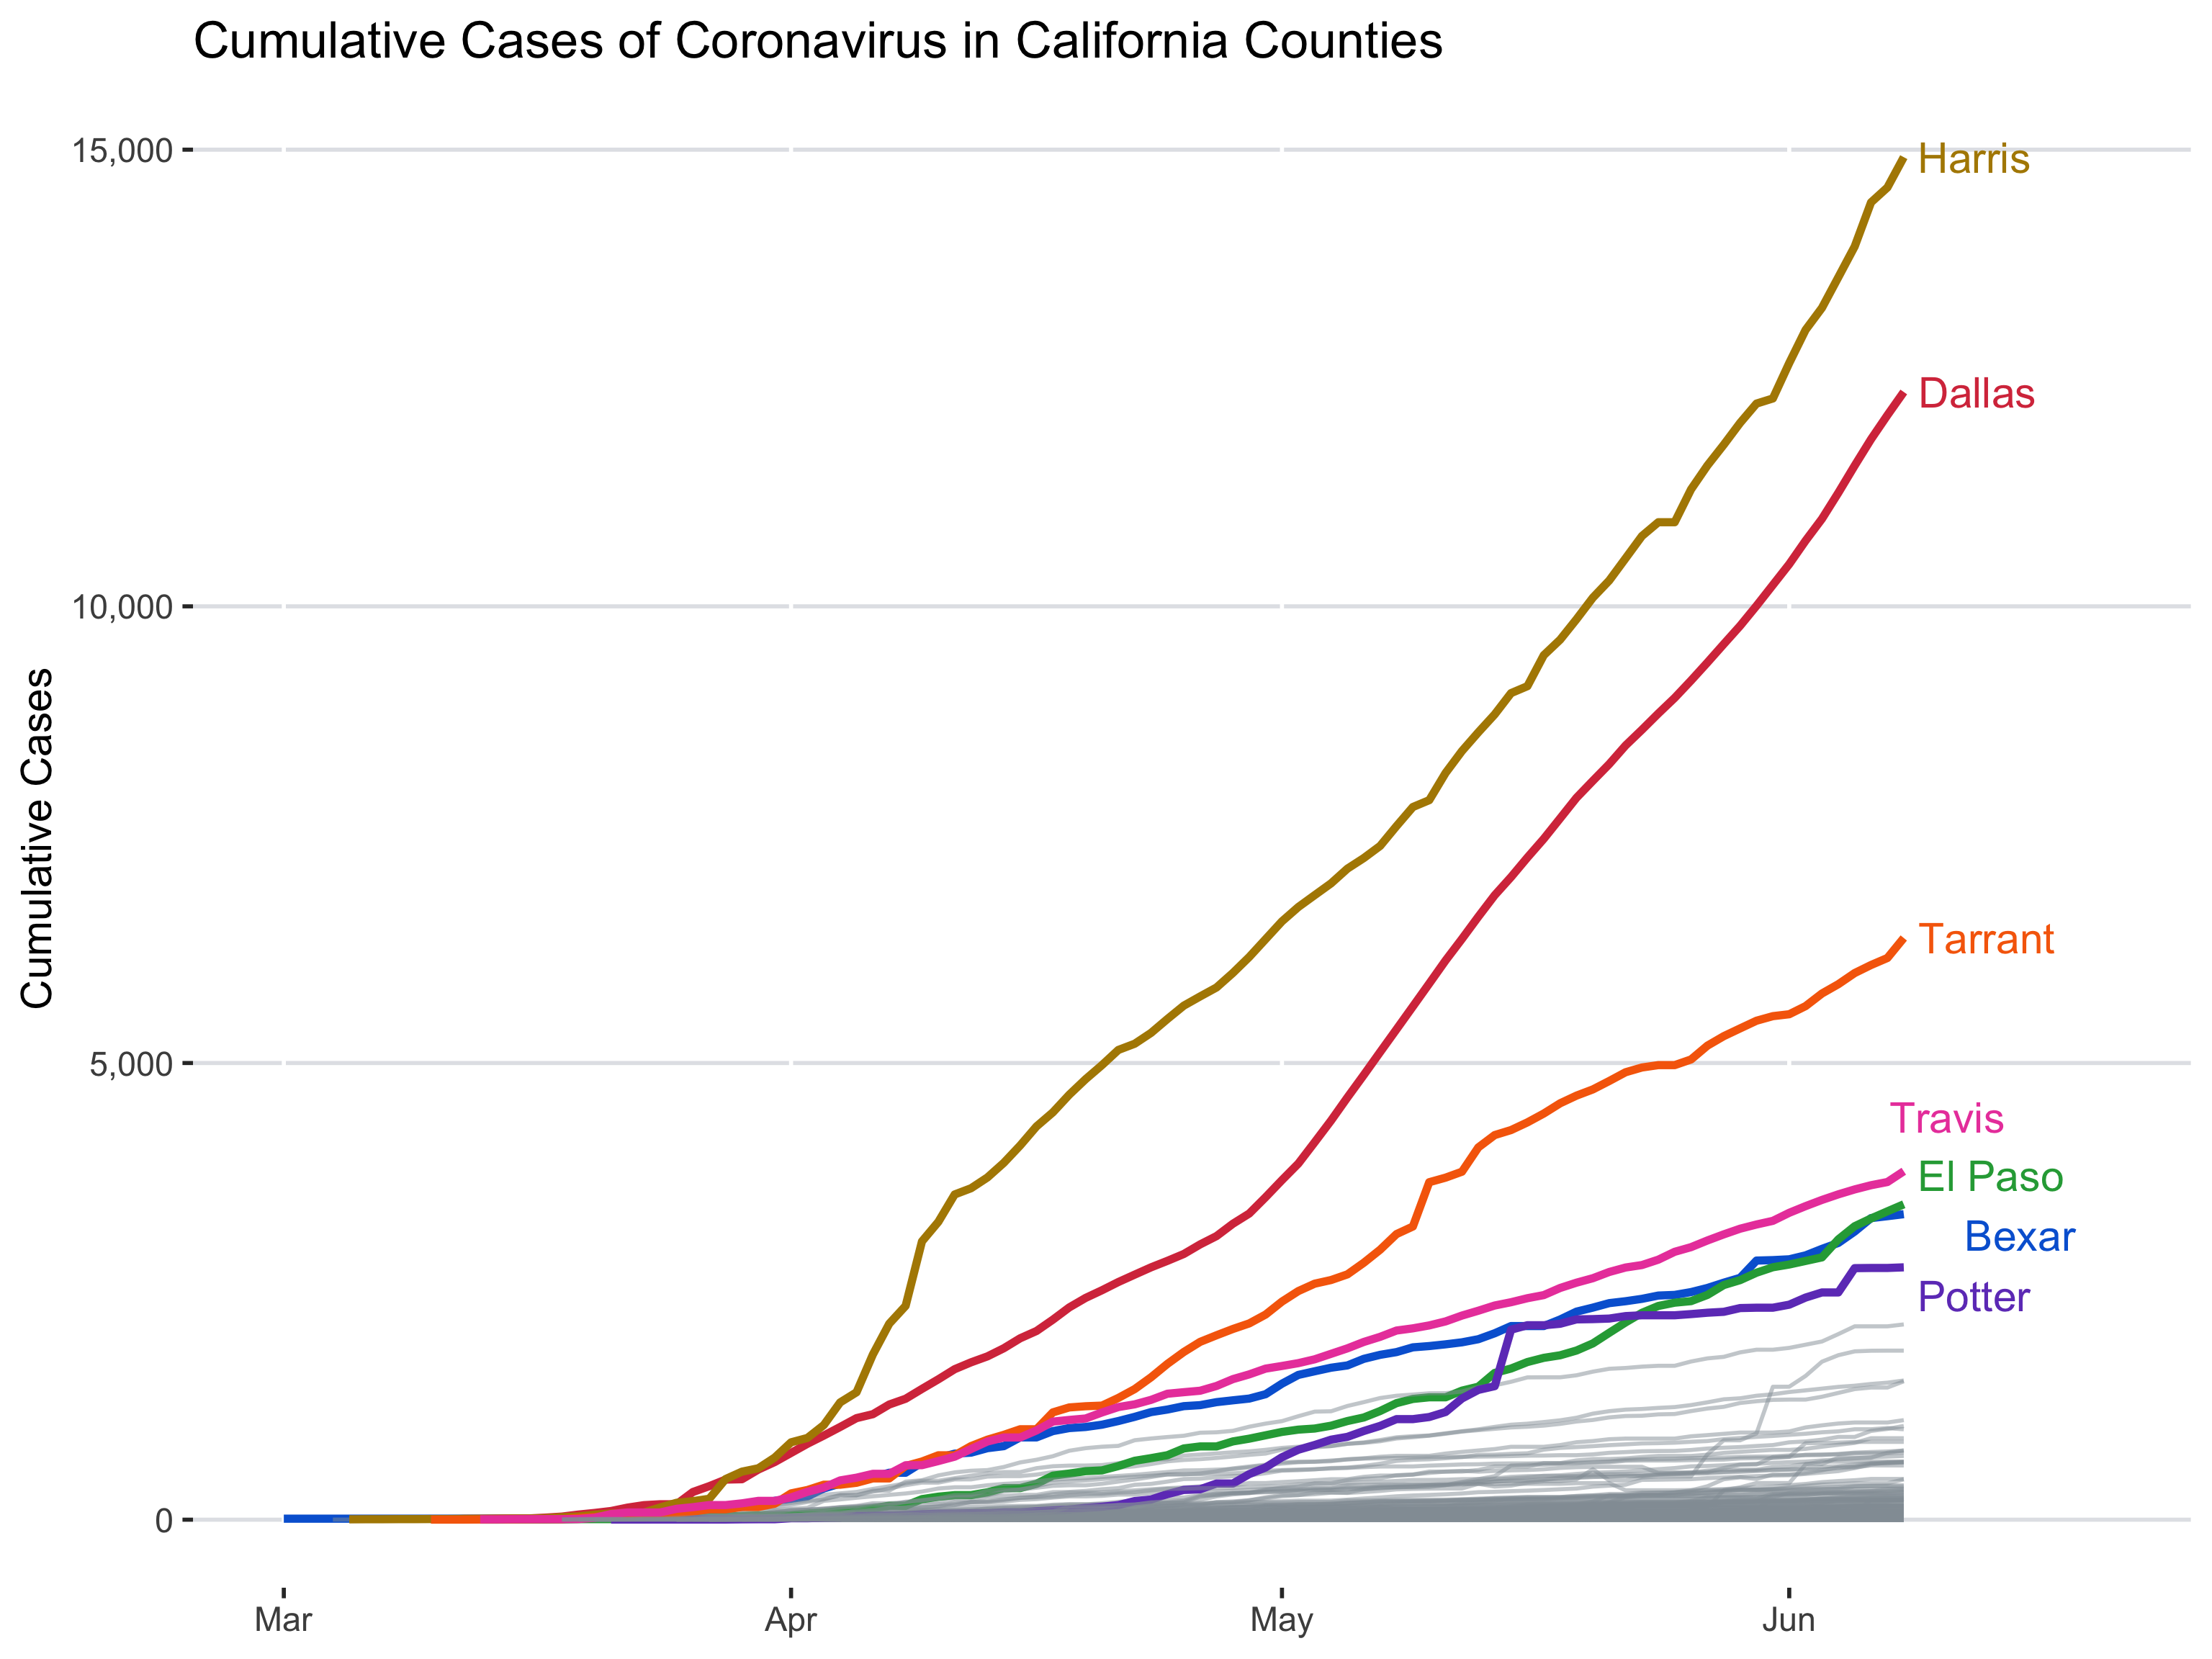 Cumulative Cases of Coronavirus in California Counties
15,000
Harris
Dallas
10,000
Cumulative Cases
Tarrant
5,000
Travis
El Paso
Bexar
Potter
0
Mar Apr May Jun